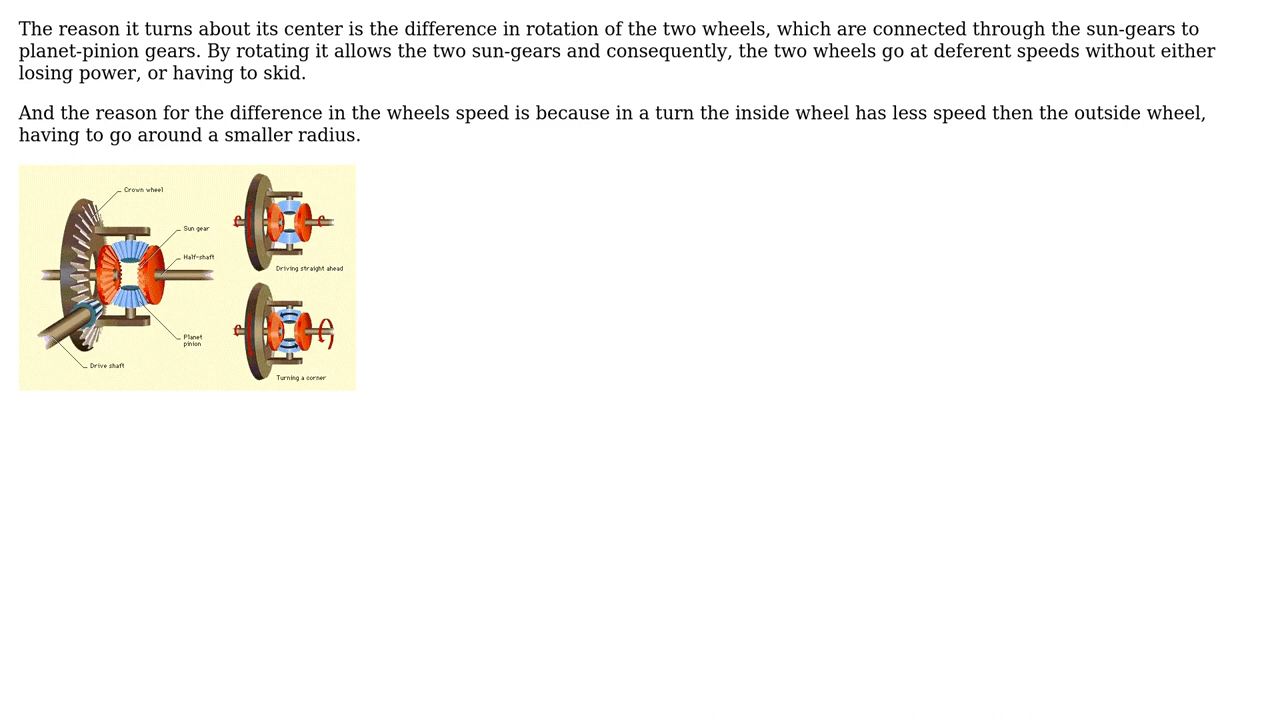 The reason it turns about its center is the difference in rotation of the two wheels, which are connected through the sun-gears to
planet-pinion gears. By rotating it allows the two sun-gears and consequently, the two wheels go at deferent speeds without either
losing power, or having to skid.
And the reason for the difference in the wheels speed is because in a turn the inside wheel has less speed then the outside wheel,
having to go around a smaller radius.
Crown wheel
Sun gear
Half-shaft
Planet
pinion
Drive shaft
Driving straight ahead
Turning a corner